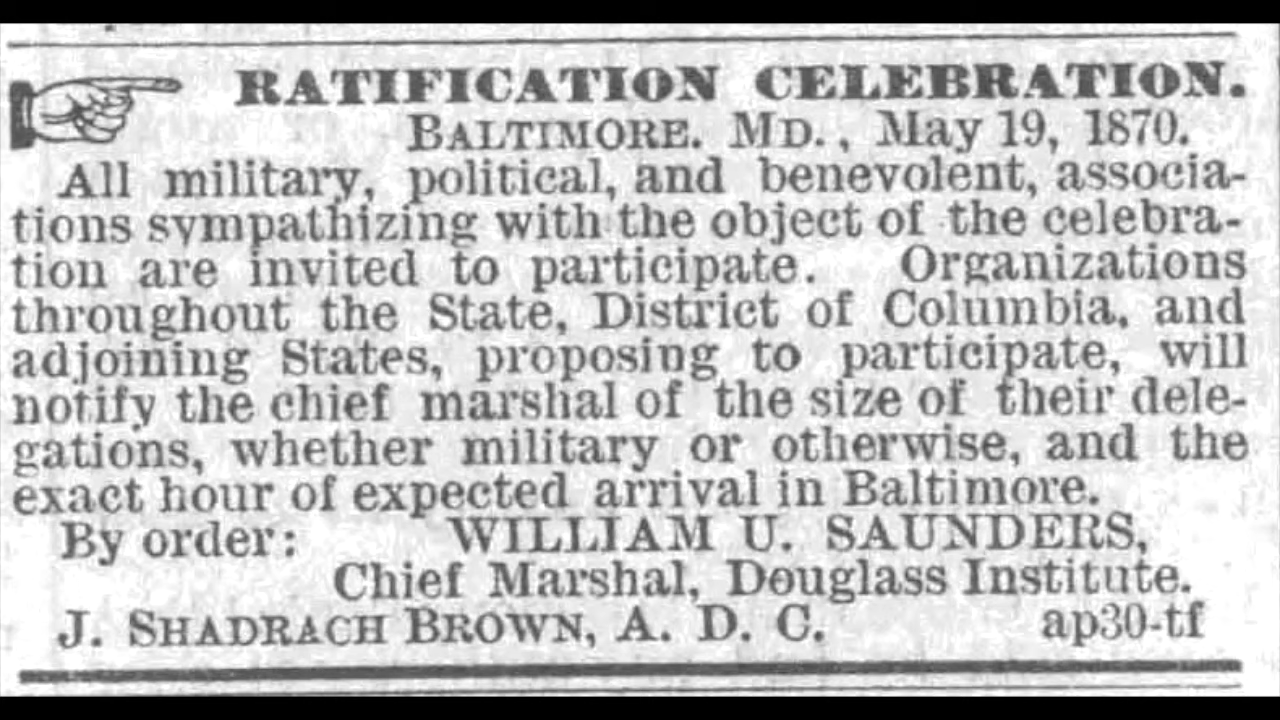 RATIFICATION CELEBRATION.
BALTIMORE. MD., May 19, 1870.
All military, political, and benevolent, associa-
tions sympathizing with the object of the celebra-
tion are invited to participate. Organizations
throughout the State, District of Columbia, and
adjoining States, proposing to participate, will
notify the chief marshal of the size of their dele-
gations, whether military or otherwise, and the
exact hour of expected arrival in Baltimore.
By order: WILLIAM U. SAUNDERS,
Chief Marshal, Douglass Institute.
J. SHADRACH BROWN, A. D. C. ap30-tf